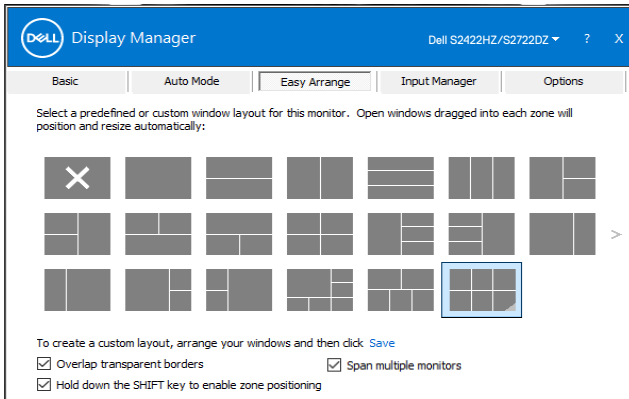 DELL Display Manager Dell S2422HZ/S2722DZ ? X
Basic Auto Mode Easy Arrange Input Manager Options
Select a predefined or custom window layout for this monitor. Open windows dragged into each zone will
position and resize automatically:
>
To create a custom layout, arrange your windows and then click Save
Overlap transparent borders Span multiple monitors
Hold down the SHIFT key to enable zone positioning